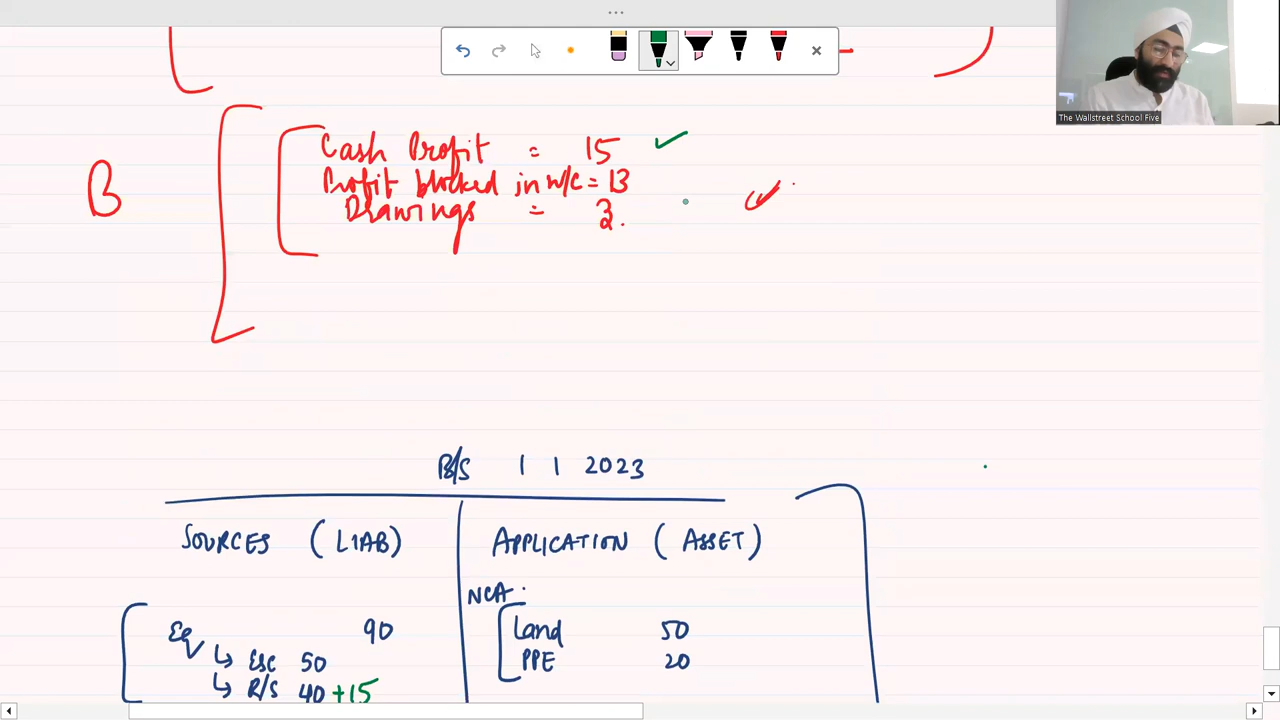 The Wallstreet School Five
B
Cash Profit = 15
Profit blocked in W/C = 13
Drawings =
B/S 1 1 2023
SOURCES (LIAB)
APPLICATION (ASSET)
NCA:
Eq 90
Land 50
↳ ESC 50
PPE 20
↳ R/S 40 +15